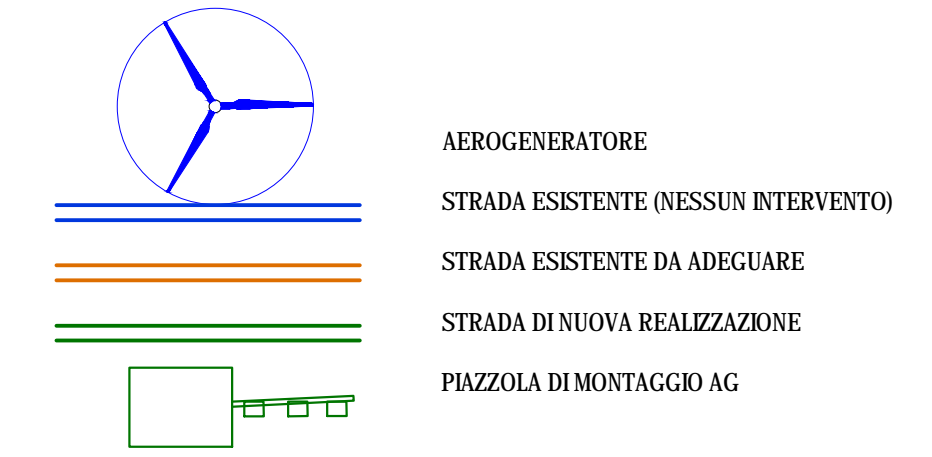 AEROGENERATORE
STRADA ESISTENTE (NESSUN INTERVENTO)
STRADA ESISTENTE DA ADEGUARE
STRADA DI NUOVA REALIZZAZIONE
PIAZZOLA DI MONTAGGIO AG